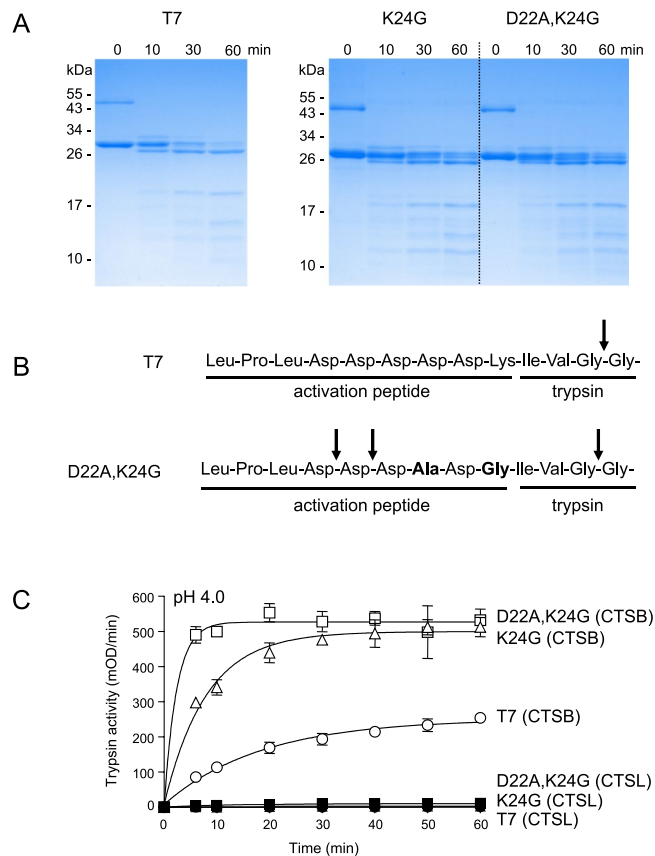 A
T7 K24G D22A,K24G
0 10 30 60 min 0 10 30 60 0 10 30 60 min
kDa kDa
55 - 55 -
43 - 43 -
34 - 34 -
26 - 26 -
17 - 17 -
10 - 10 -
B
T7 Leu-Pro-Leu-Asp-Asp-Asp-Asp-Asp-Lys-Ile-Val-Gly-Gly-
activation peptide trypsin
D22A,K24G Leu-Pro-Leu-Asp-Asp-Asp-Ala-Asp-Gly-Ile-Val-Gly-Gly-
activation peptide trypsin
C
pH 4.0
Trypsin activity (mOD/min)
600
500
400
300
200
100
0
0 10 20 30 40 50 60
Time (min)
D22A,K24G (CTSB)
K24G (CTSB)
T7 (CTSB)
D22A,K24G (CTSL)
K24G (CTSL)
T7 (CTSL)